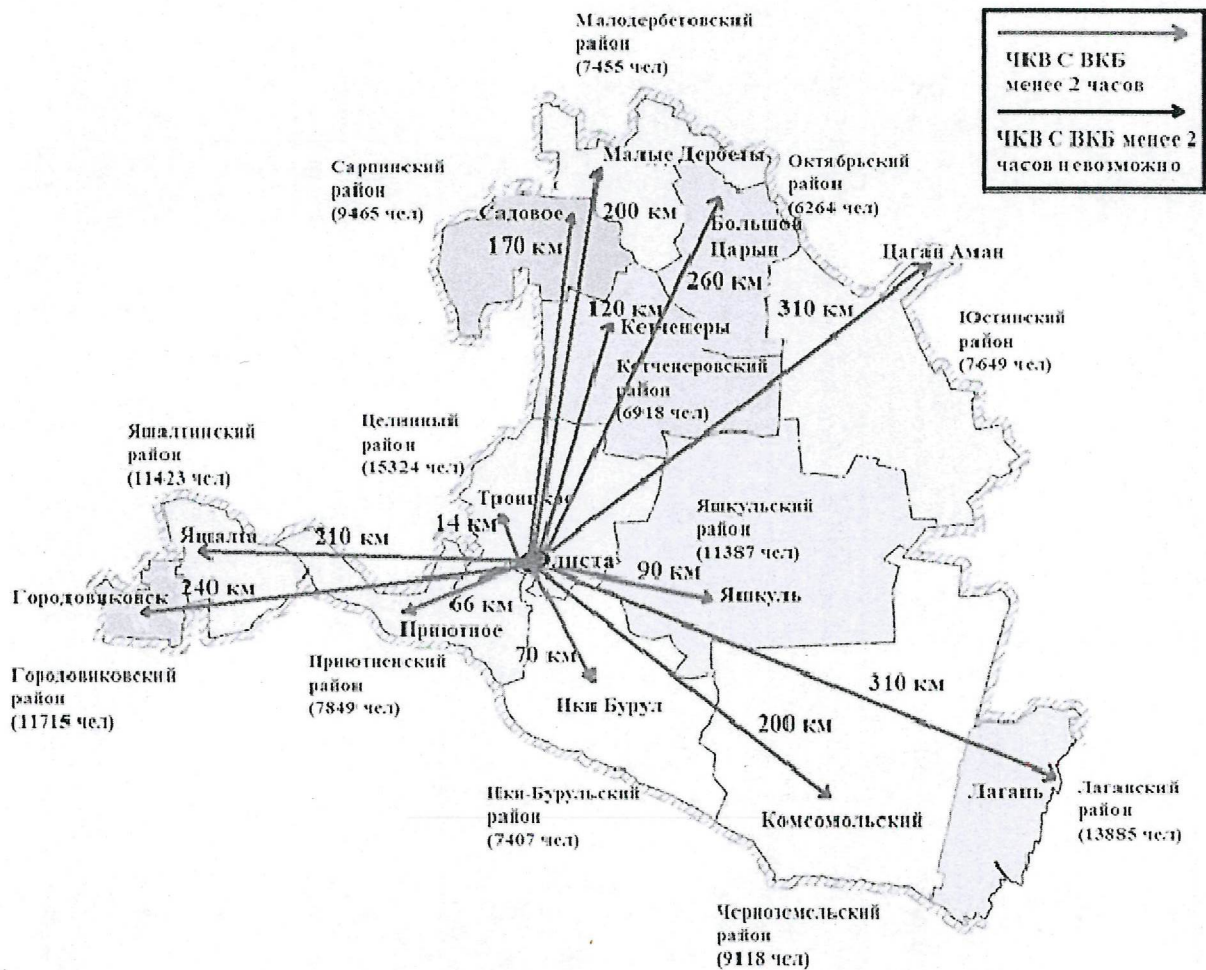 Малодербетовский
район
(7455 чел)
ЧКВ С ВКБ
менее 2 часов
ЧКВ С ВКБ менее 2
часов невозможно
Сарпинский
район
(9465 чел)
Малые Дербеты
Октябрьский
район
(6264 чел)
Садовое
170 км
200 км
Большой
Царын
260 км
Цаган Аман
310 км
120 км
Кетченеры
Юстинский
район
(7649 чел)
Кетченеровский
район
(6918 чел)
Яшалтинский
район
(11423 чел)
Целинный
район
(15324 чел)
Троицкое
14 км
Яшкульский
район
(11387 чел)
Яшалта
210 км
Элиста
90 км
Яшкуль
Городовиковск
240 км
66 км
Приютное
70 км
Городовиковский
район
(11715 чел)
Приютненский
район
(7849 чел)
Ики Бурул
310 км
200 км
Ики-Бурульский
район
(7407 чел)
Комсомольский
Лагань
Лаганский
район
(13885 чел)
Черноземельский
район
(9118 чел)